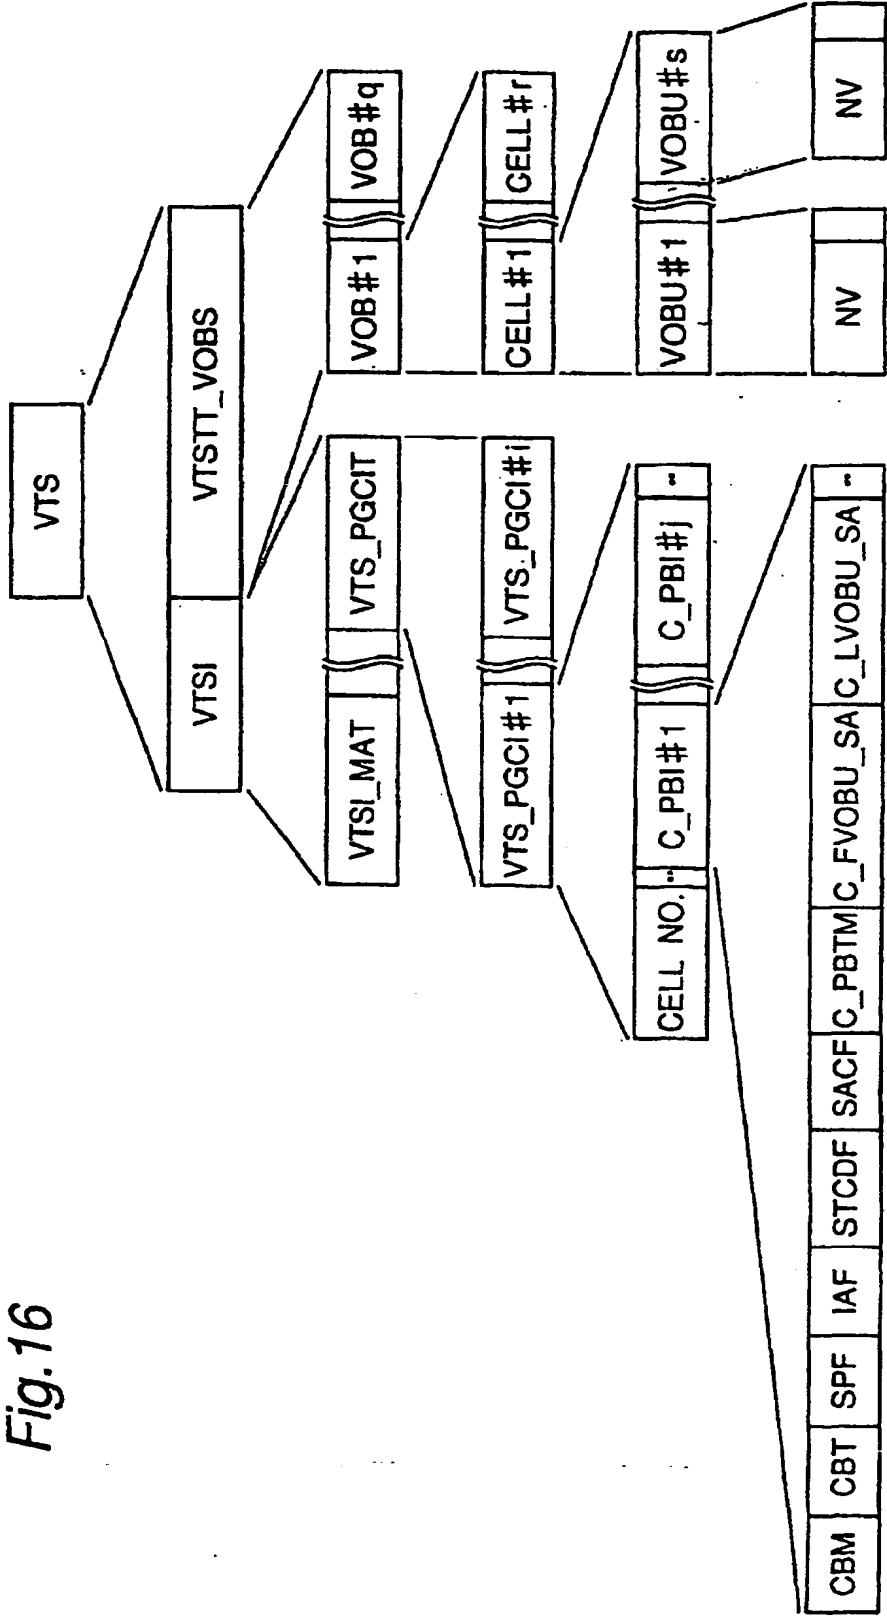 Fig.16
VTS
VTSI VTSTT_VOBS
VTSI_MAT VTS_PGCIT VOB#1 VOB#q
VTS_PGCI#1 VTS_PGCI#i CELL#1 CELL#r
CELL NO. ·· C_PBI#1 C_PBI#j ·· VOBU#1 VOBU#s
CBM CBT SPF IAF STCDF SACF C_PBTM C_FVOBU_SA C_LVOBU_SA ·· NV NV